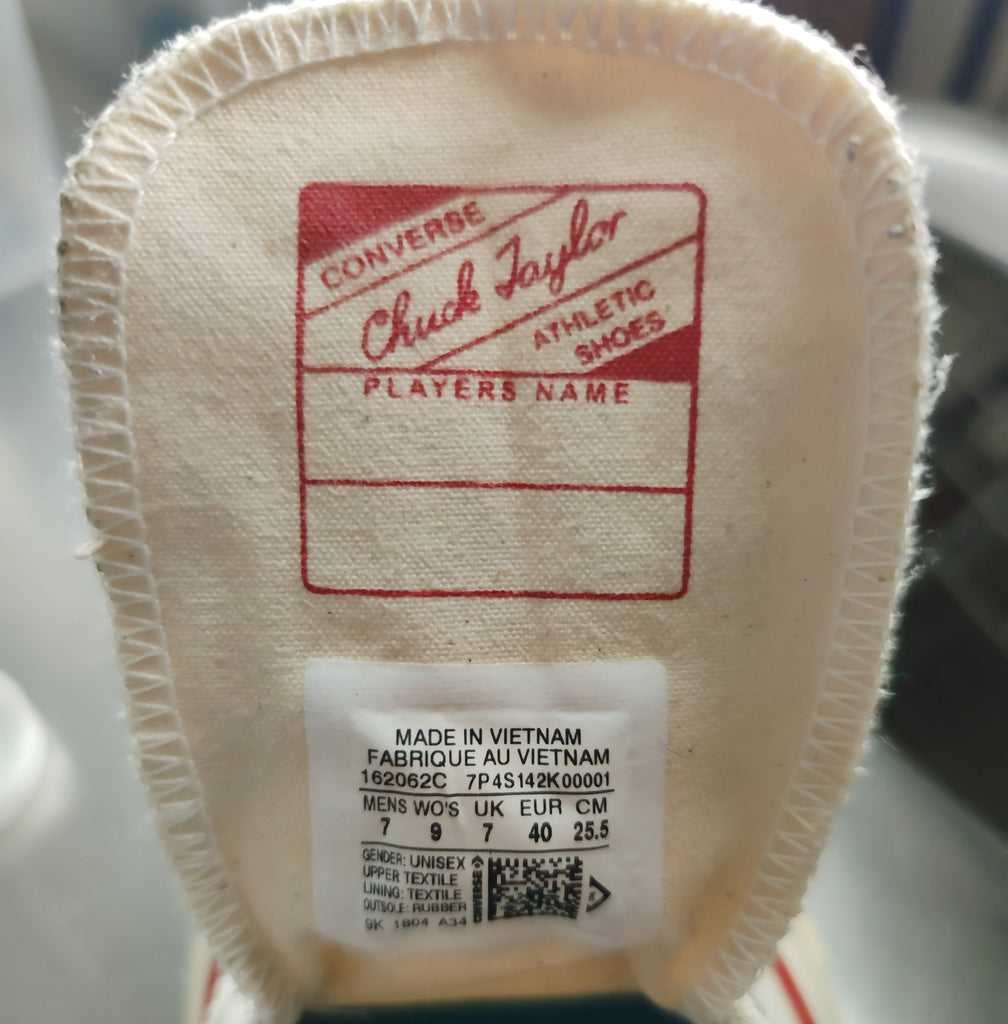 CONVERSE
Chuck Taylor
ATHLETIC
SHOES
PLAYERS NAME
MADE IN VIETNAM
FABRIQUE AU VIETNAM
162062C 7P4S142K00001
MENS WO'S UK EUR CM
7 9 7 40 25.5
GENDER: UNISEX
UPPER TEXTILE
LINING: TEXTILE
OUTSOLE: RUBBER
9K 1804 A34
CONVERSE